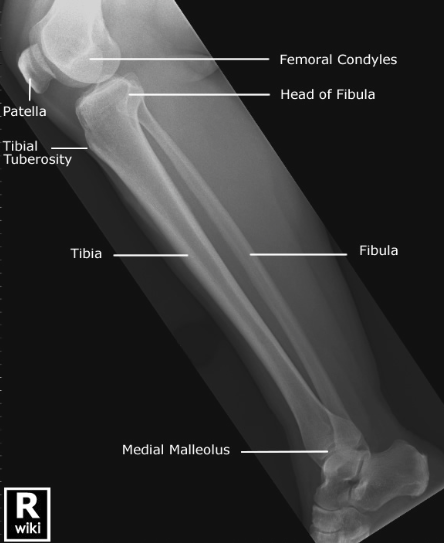 Femoral Condyles
Head of Fibula
Patella
Tibial
Tuberosity
Tibia
Fibula
Medial Malleolus
R
wiki